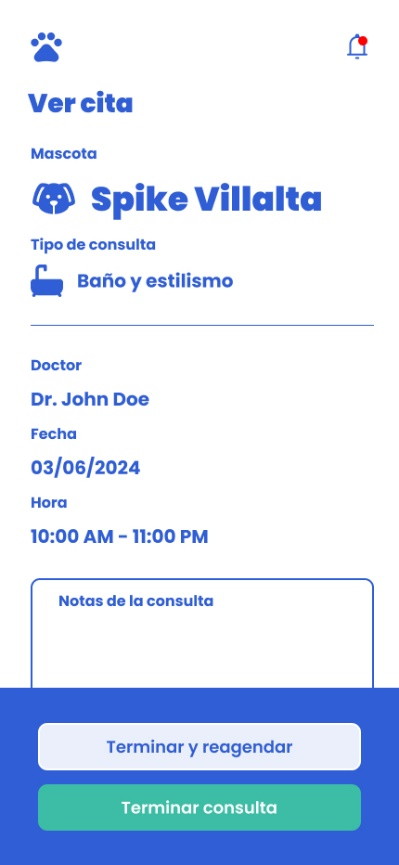 Ver cita
Mascota
Spike Villalta
Tipo de consulta
Baño y estilismo
Doctor
Dr. John Doe
Fecha
03/06/2024
Hora
10:00 AM - 11:00 PM
Notas de la consulta
Terminar y reagendar
Terminar consulta